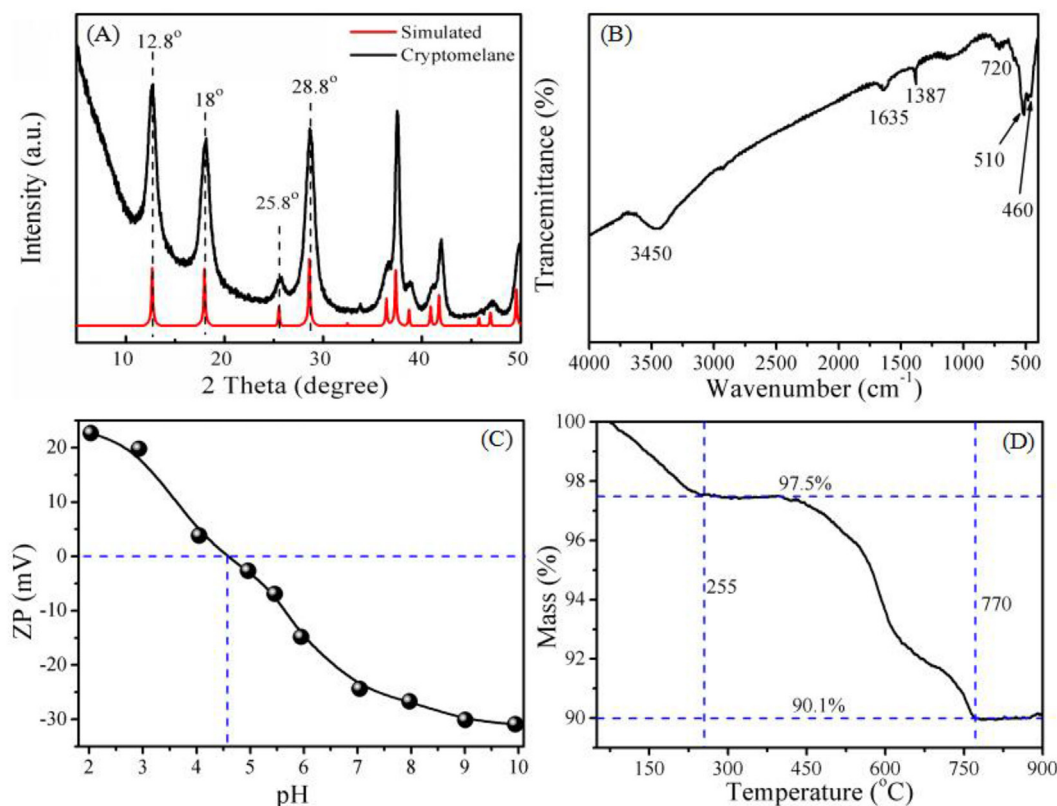 (A)
12.8°
18°
25.8°
28.8°
Simulated
Cryptomelane
Intensity (a.u.)
10 20 30 40 50
2 Theta (degree)
(B)
Trancemittance (%)
3450
1635
1387
720
510
460
4000 3500 3000 2500 2000 1500 1000 500
Wavenumber (cm⁻¹)
(C)
ZP (mV)
20
10
0
-10
-20
-30
2 3 4 5 6 7 8 9 10
pH
(D)
Mass (%)
100
98
96
94
92
90
97.5%
255
770
90.1%
150 300 450 600 750 900
Temperature (°C)